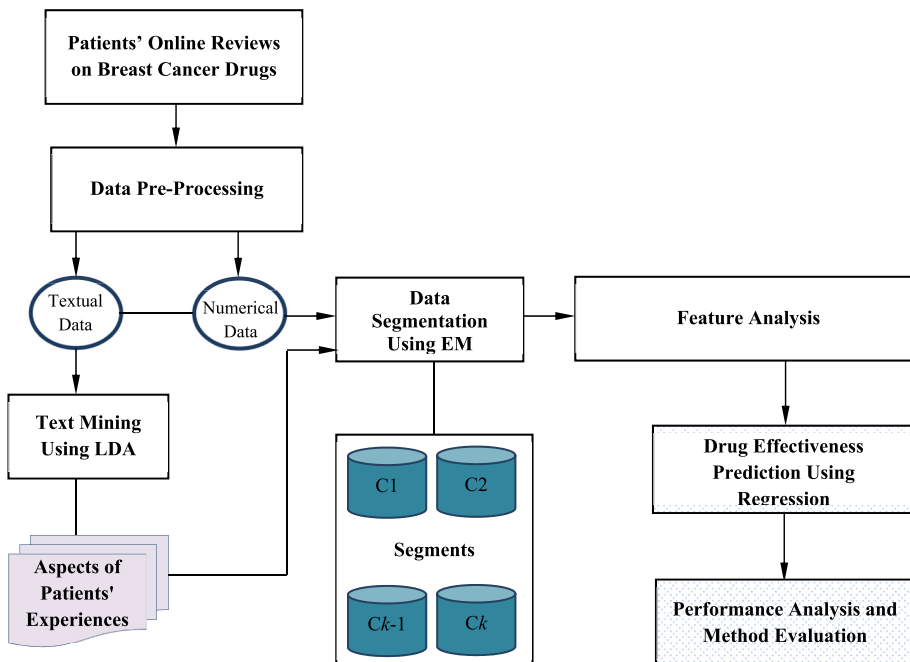 Patients’ Online Reviews
on Breast Cancer Drugs
Data Pre-Processing
Textual
Data
Numerical
Data
Data
Segmentation
Using EM
Feature Analysis
Text Mining
Using LDA
Drug Effectiveness
Prediction Using
Regression
C1
C2
Segments
Ck-1
Ck
Aspects of
Patients'
Experiences
Performance Analysis and
Method Evaluation